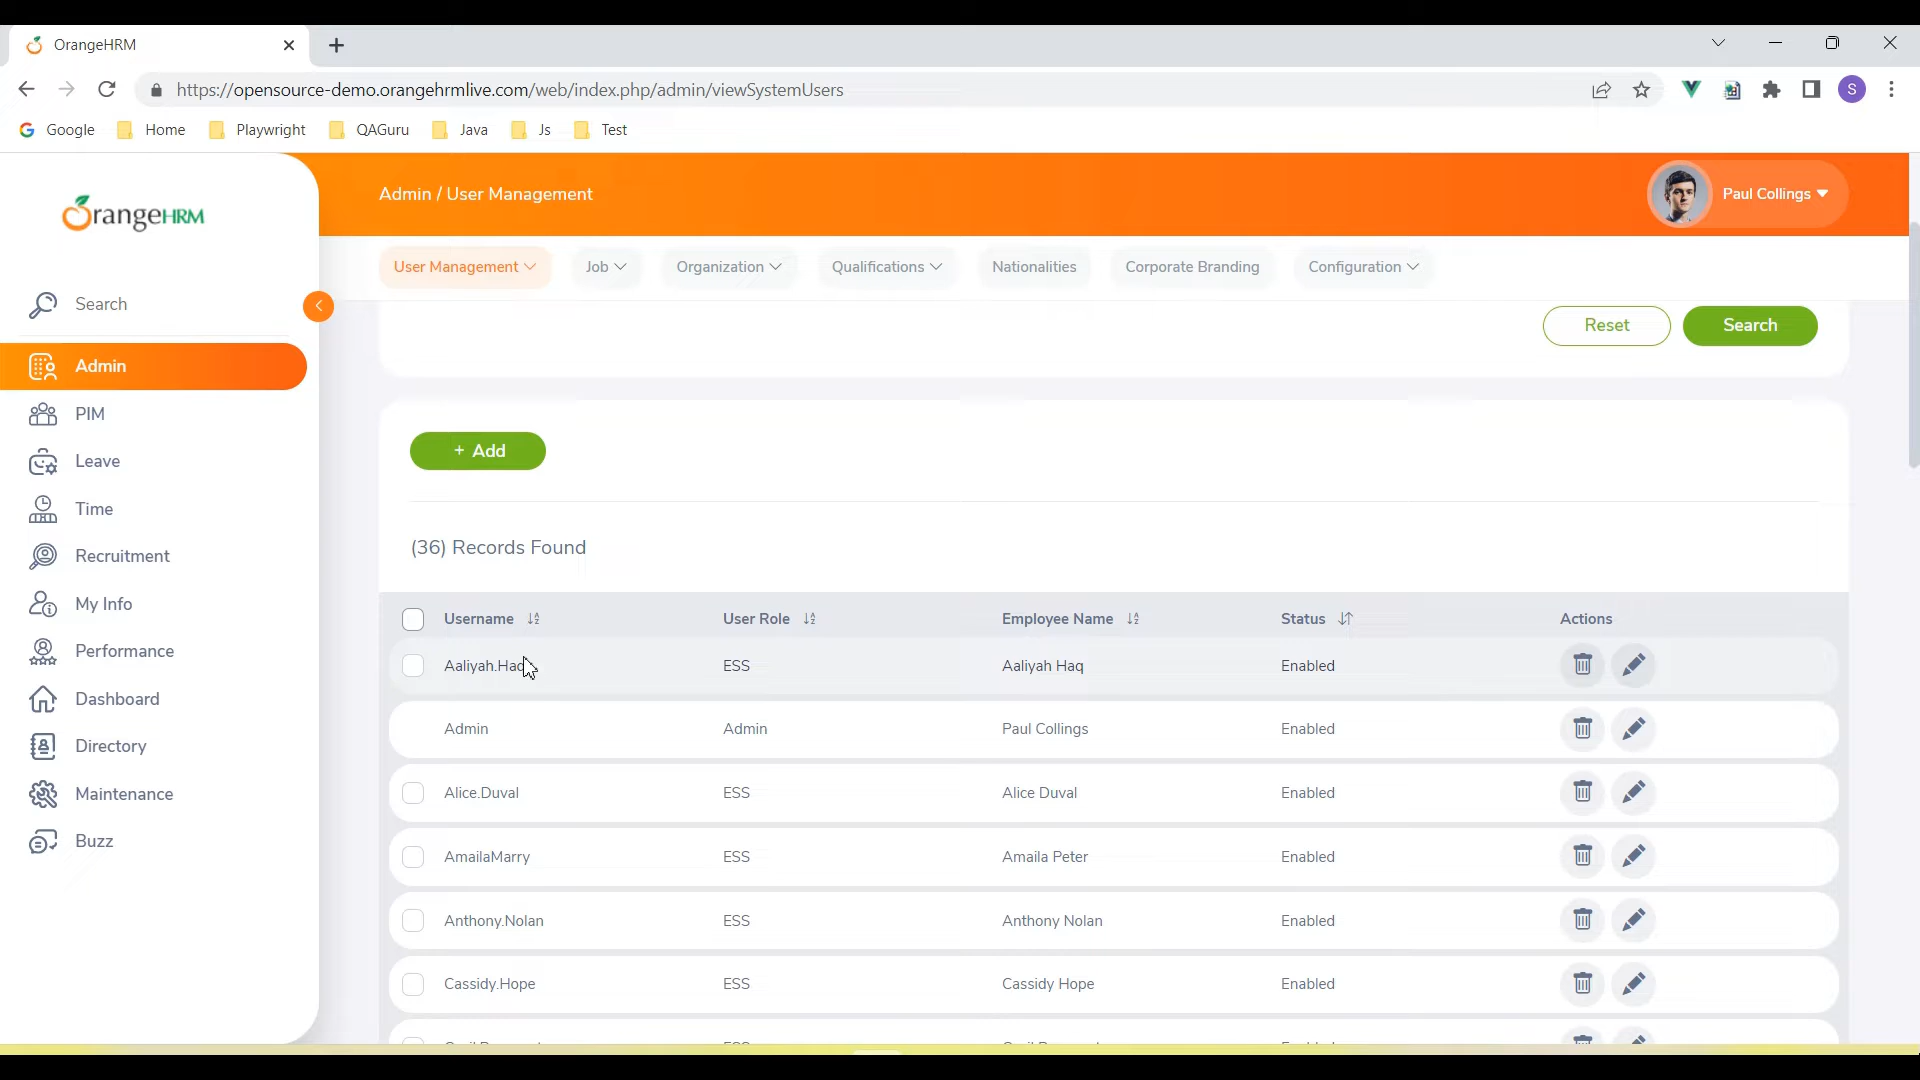 OrangeHRM
https://opensource-demo.orangehrmlive.com/web/index.php/admin/viewSystemUsers
S
Google Home Playwright QAGuru Java Js Test
OrangeHRM
Admin / User Management
Paul Collings
User Management Job Organization Qualifications Nationalities Corporate Branding Configuration
Search
Reset Search
Admin
PIM
+ Add
Leave
Time
(36) Records Found
Recruitment
My Info
Username User Role Employee Name Status Actions
Performance
Aaliyah.Haq ESS Aaliyah Haq Enabled
Dashboard
Admin Admin Paul Collings Enabled
Directory
Maintenance
Alice.Duval ESS Alice Duval Enabled
Buzz
AmailaMarry ESS Amaila Peter Enabled
Anthony.Nolan ESS Anthony Nolan Enabled
Cassidy.Hope ESS Cassidy Hope Enabled